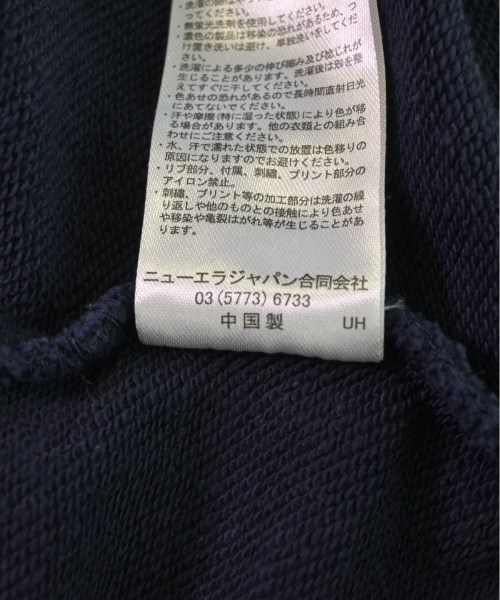 ってください。
・無蛍光洗剤を使用してください。
・濃色の製品は移染の恐れがあるため、つ
け置き洗いは避け、単独洗いをしてくだ
さい。
・洗濯による多少の伸び縮み及び捻じれが
生じることがあります。洗濯後は形を整
えてすぐに干してください。
・色あせの恐れがあるので長時間直射日光
にあてないでください。
・汗や摩擦(特に湿った状態)により色が移
る場合があります。他の衣類との組み合
わせにご注意ください。
・水、汗で濡れた状態での放置は色移りの
原因になりますのでお避けください。
・リブ部分、付属、刺繍、プリント部分の
アイロン禁止。
・刺繍、プリント等の加工部分は洗濯の繰
り返しや他のものとの接触により色あせ
や移染や亀裂はがれ等が生じることがあ
ります。
ニューエラジャパン合同会社
03 (5773) 6733
中国製 UH